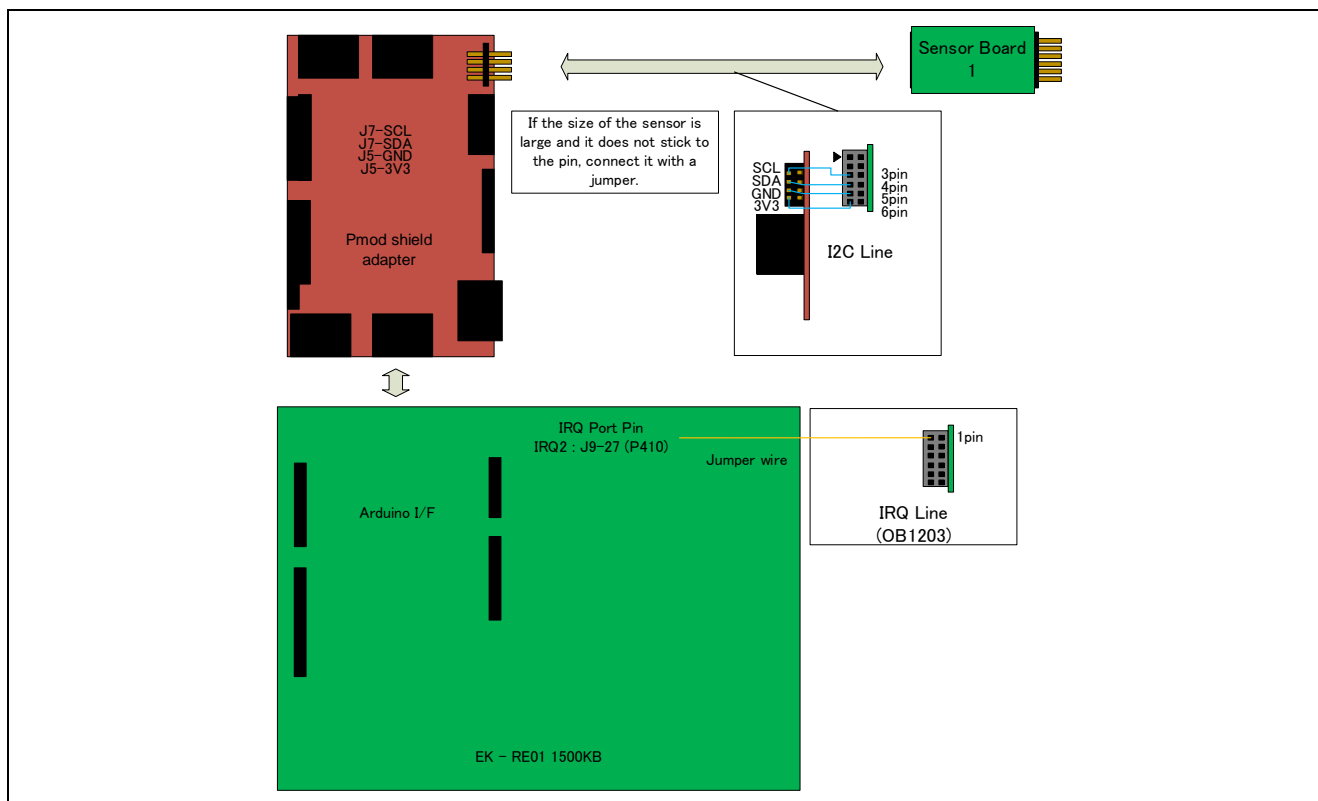 Sensor Board
1
J7-SCL
J7-SDA
J5-GND
J5-3V3
Pmod shield
adapter
If the size of the sensor is
large and it does not stick to
the pin, connect it with a
jumper.
SCL
SDA
GND
3V3
3pin
4pin
5pin
6pin
I2C Line
IRQ Port Pin
IRQ2 : J9-27 (P410)
Jumper wire
1pin
IRQ Line
(OB1203)
Arduino I/F
EK - RE01 1500KB